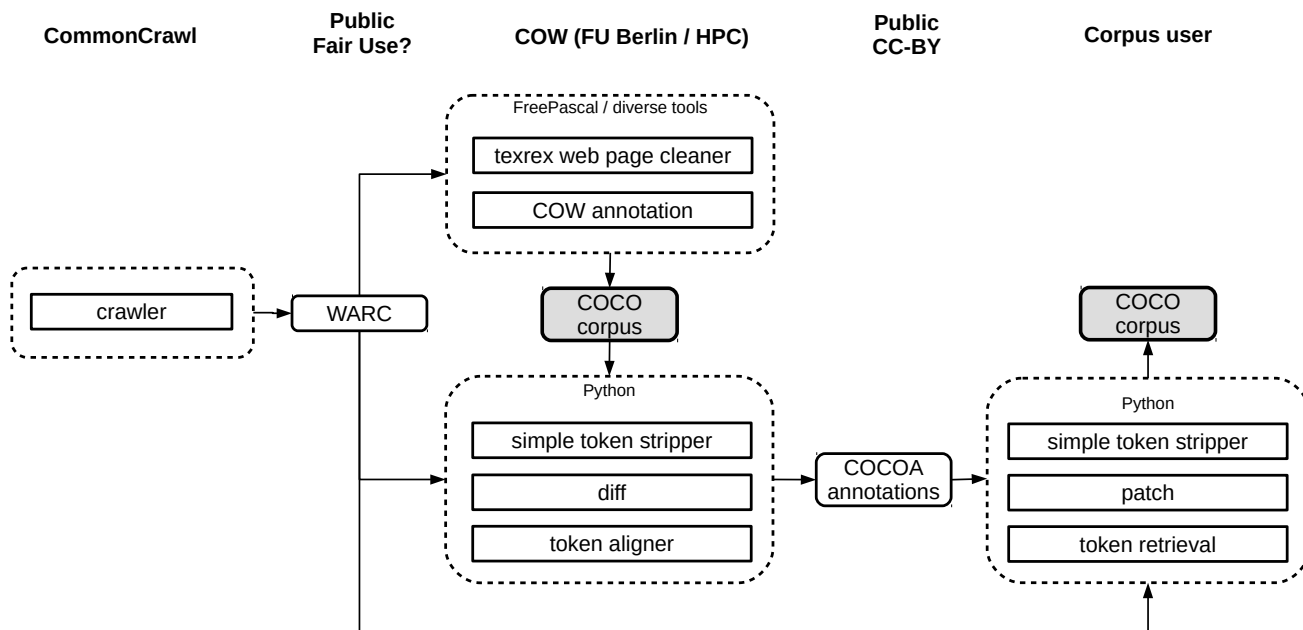 CommonCrawl
Public
Fair Use?
COW (FU Berlin / HPC)
Public
CC-BY
Corpus user
FreePascal / diverse tools
texrex web page cleaner
COW annotation
crawler
WARC
COCO
corpus
COCO
corpus
Python
simple token stripper
diff
token aligner
COCOA
annotations
Python
simple token stripper
patch
token retrieval